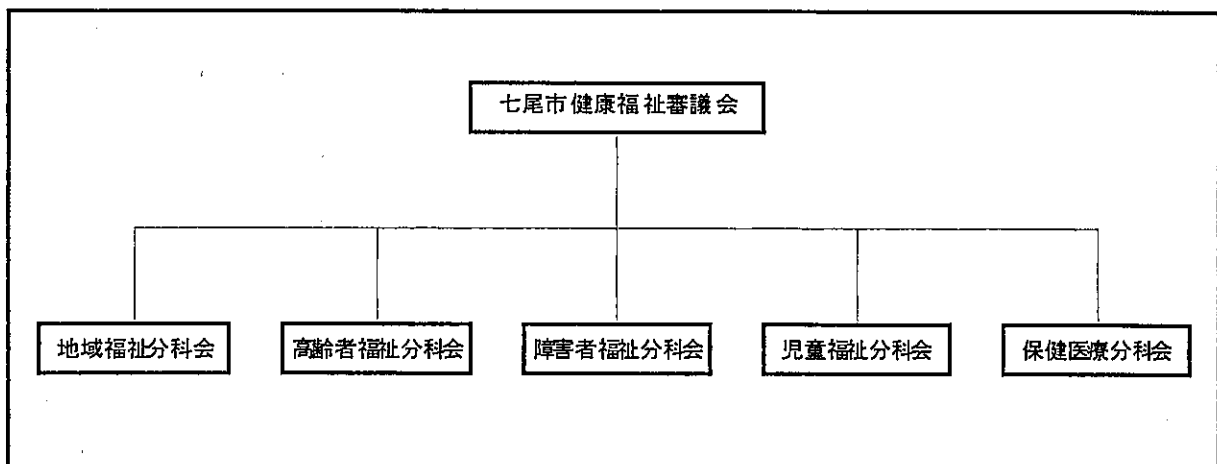 七尾市健康福祉審議会
地域福祉分科会
高齢者福祉分科会
障害者福祉分科会
児童福祉分科会
保健医療分科会